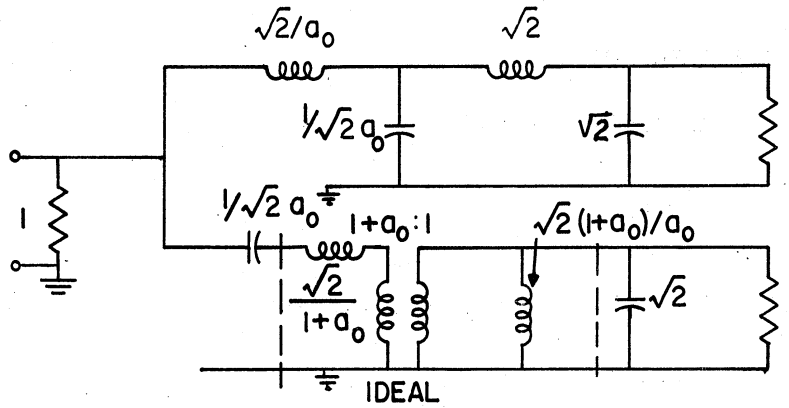 √2/a₀
√2
1/√2 a₀
√2
1
1/√2 a₀
1+a₀:1
√2 (1+a₀)/a₀
√2
1+a₀
√2
IDEAL